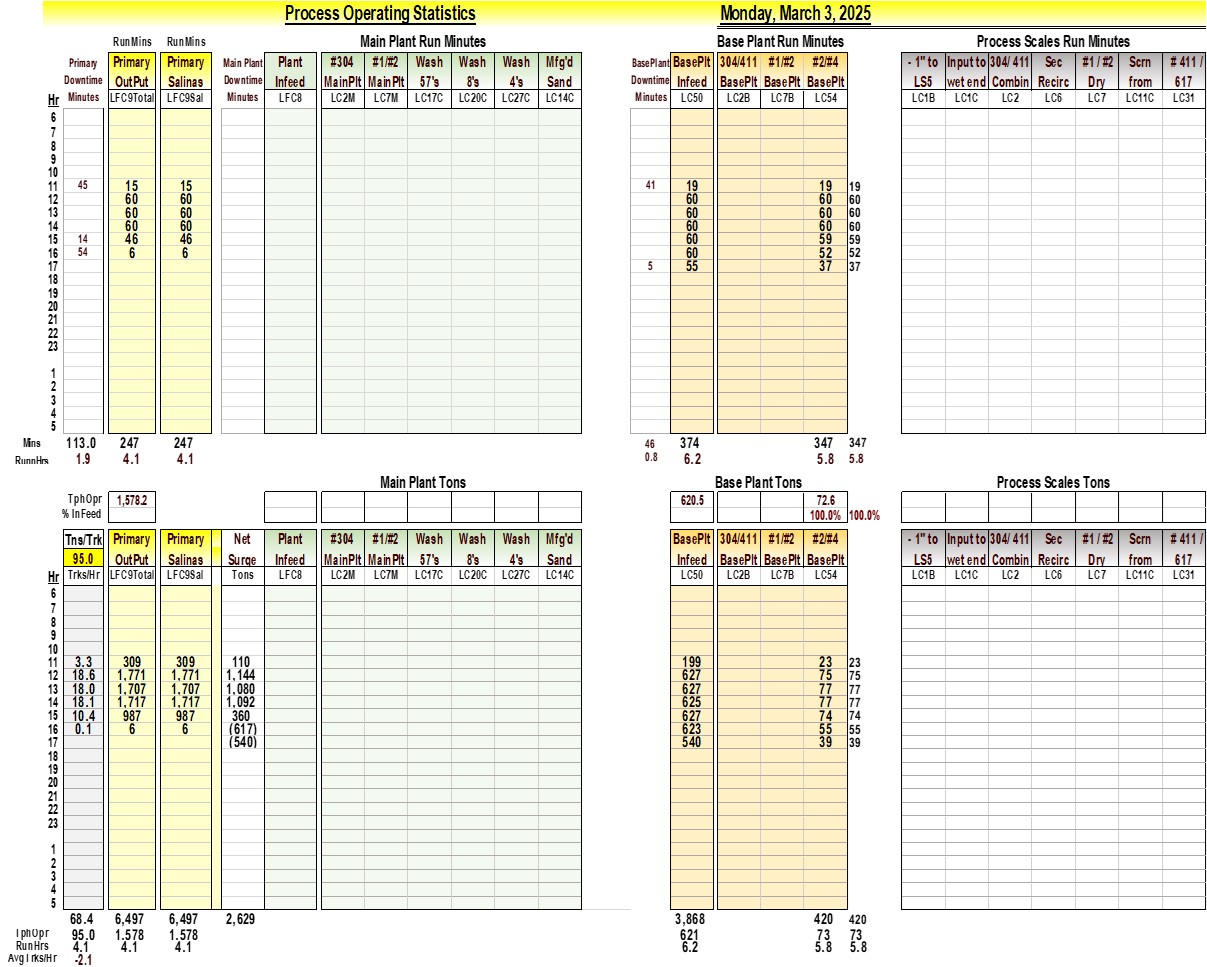 Process Operating Statistics Monday, March 3, 2025
RunMins RunMins Main Plant Run Minutes Base Plant Run Minutes Process Scales Run Minutes
Primary Primary Primary Main Plant Plant #304 #1/#2 Wash Wash Wash Mfg'd BasePlant BasePlt 304/411 #1/#2 #2/#4 - 1" to Input to 304/ 411 Sec #1 / #2 Scrn # 411 /
Downtime OutPut Salinas Downtime Infeed MainPlt MainPlt 57's 8's 4's Sand Downtime Infeed BasePlt BasePlt BasePlt LS5 wet end Combin Recirc Dry from 617
Hr Minutes LFC9Total LFC9Sal Minutes LFC8 LC2M LC7M LC17C LC20C LC27C LC14C Minutes LC50 LC2B LC7B LC54 LC1B LC1C LC2 LC6 LC7 LC11C LC31
6
7
8
9
10
11 45 15 15 41 19 19 19
12 60 60 60 60 60
13 60 60 60 60 60
14 60 60 60 60 60
15 14 46 46 60 59 59
16 54 6 6 60 52 52
17 5 55 37 37
18
19
20
21
22
23
1
2
3
4
5
Mins 113.0 247 247 46 374 347 347
RunnHrs 1.9 4.1 4.1 0.8 6.2 5.8 5.8
Main Plant Tons Base Plant Tons Process Scales Tons
TphOpr 1,578.2 620.5 72.6
% InFeed 100.0% 100.0%
Tns/Trk Primary Primary Net Plant #304 #1/#2 Wash Wash Wash Mfg'd BasePlt 304/411 #1/#2 #2/#4 - 1" to Input to 304/ 411 Sec #1 / #2 Scrn # 411 /
95.0 OutPut Salinas Surge Infeed MainPlt MainPlt 57's 8's 4's Sand Infeed BasePlt BasePlt BasePlt LS5 wet end Combin Recirc Dry from 617
Hr Trks/Hr LFC9Total LFC9Sal Tons LFC8 LC2M LC7M LC17C LC20C LC27C LC14C LC50 LC2B LC7B LC54 LC1B LC1C LC2 LC6 LC7 LC11C LC31
6
7
8
9
10
11 3.3 309 309 110 199 23 23
12 18.6 1,771 1,771 1,144 627 75 75
13 18.0 1,707 1,707 1,080 627 77 77
14 18.1 1,717 1,717 1,092 625 77 77
15 10.4 987 987 360 627 74 74
16 0.1 6 6 (617) 623 55 55
17 (540) 540 39 39
18
19
20
21
22
23
1
2
3
4
5
68.4 6,497 6,497 2,629 3,868 420 420
TphOpr 95.0 1.578 1.578 621 73 73
RunHrs 4.1 4.1 4.1 6.2 5.8 5.8
AvgTrks/Hr -2.1